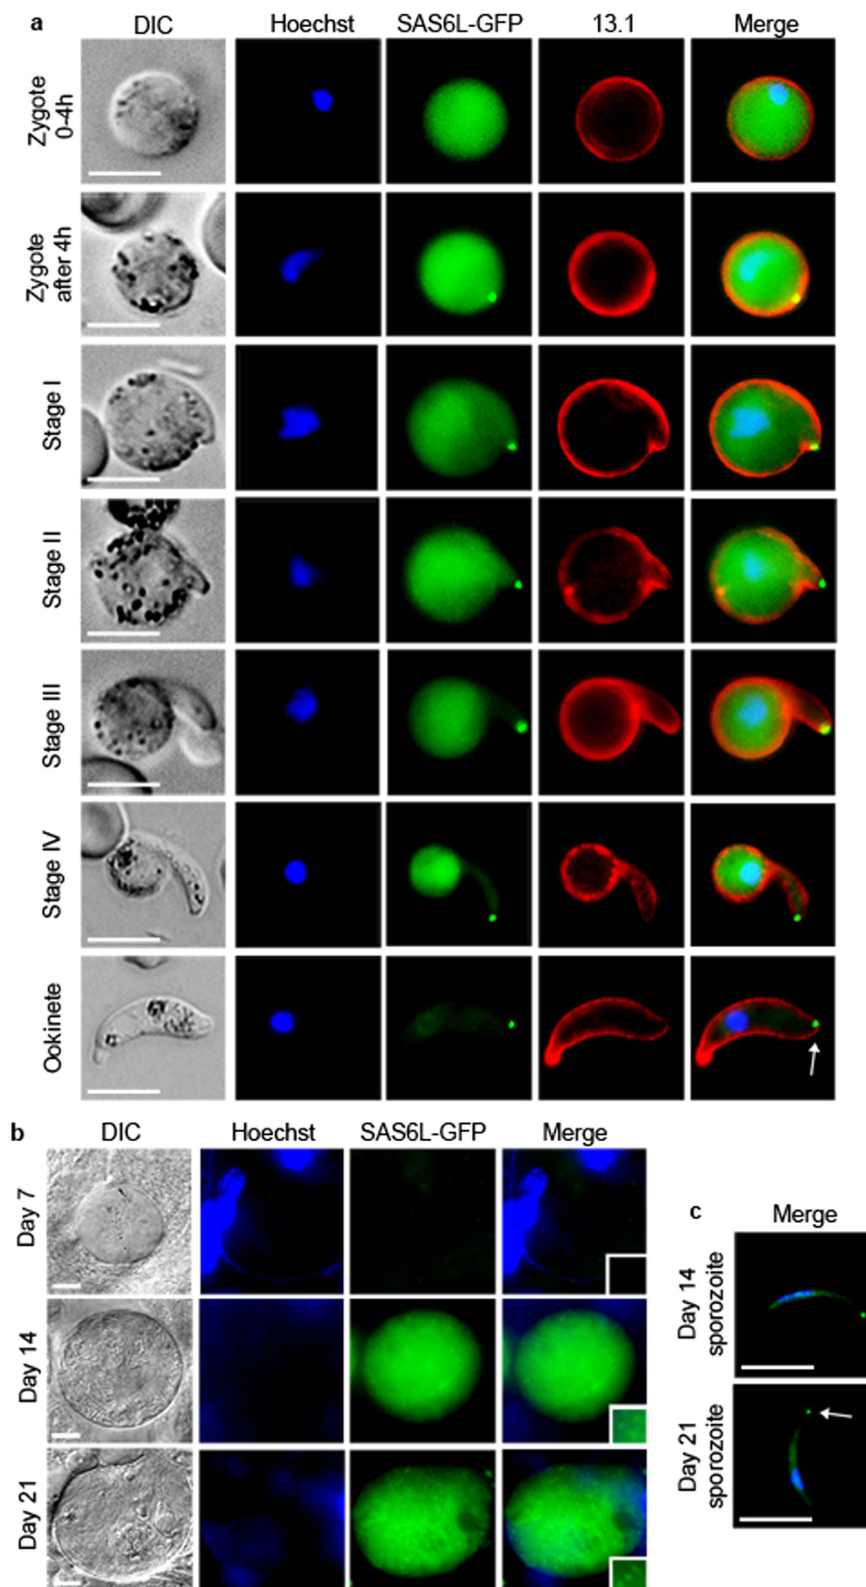 a
DIC Hoechst SAS6L-GFP 13.1 Merge
Zygote
0-4h
Zygote
after 4h
Stage I
Stage II
Stage III
Stage IV
Ookinete
b
DIC Hoechst SAS6L-GFP Merge
Day 7
Day 14
Day 21
c
Merge
Day 14
sporozoite
Day 21
sporozoite